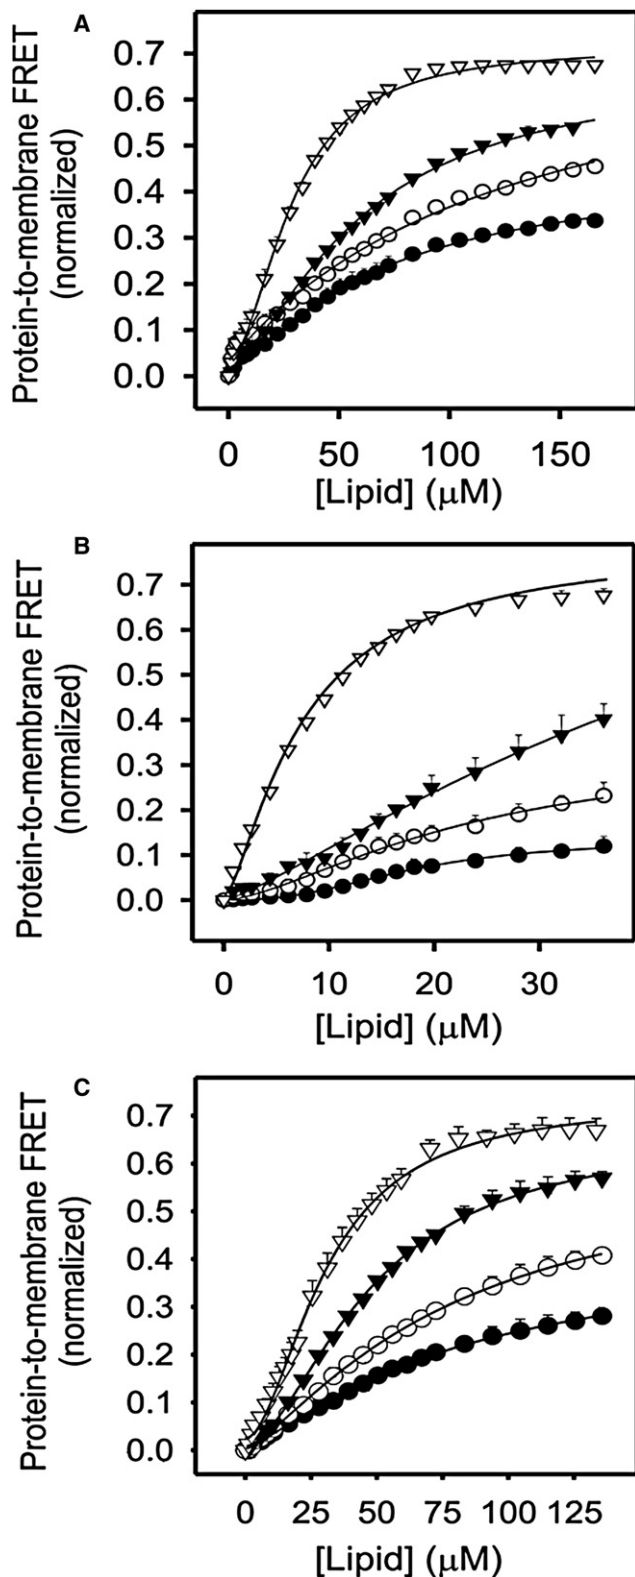 A
Protein-to-membrane FRET
(normalized)
0.7
0.6
0.5
0.4
0.3
0.2
0.1
0.0
0 50 100 150
[Lipid] (μM)
B
Protein-to-membrane FRET
(normalized)
0.7
0.6
0.5
0.4
0.3
0.2
0.1
0.0
0 10 20 30
[Lipid] (μM)
C
Protein-to-membrane FRET
(normalized)
0.7
0.6
0.5
0.4
0.3
0.2
0.1
0.0
0 25 50 75 100 125
[Lipid] (μM)